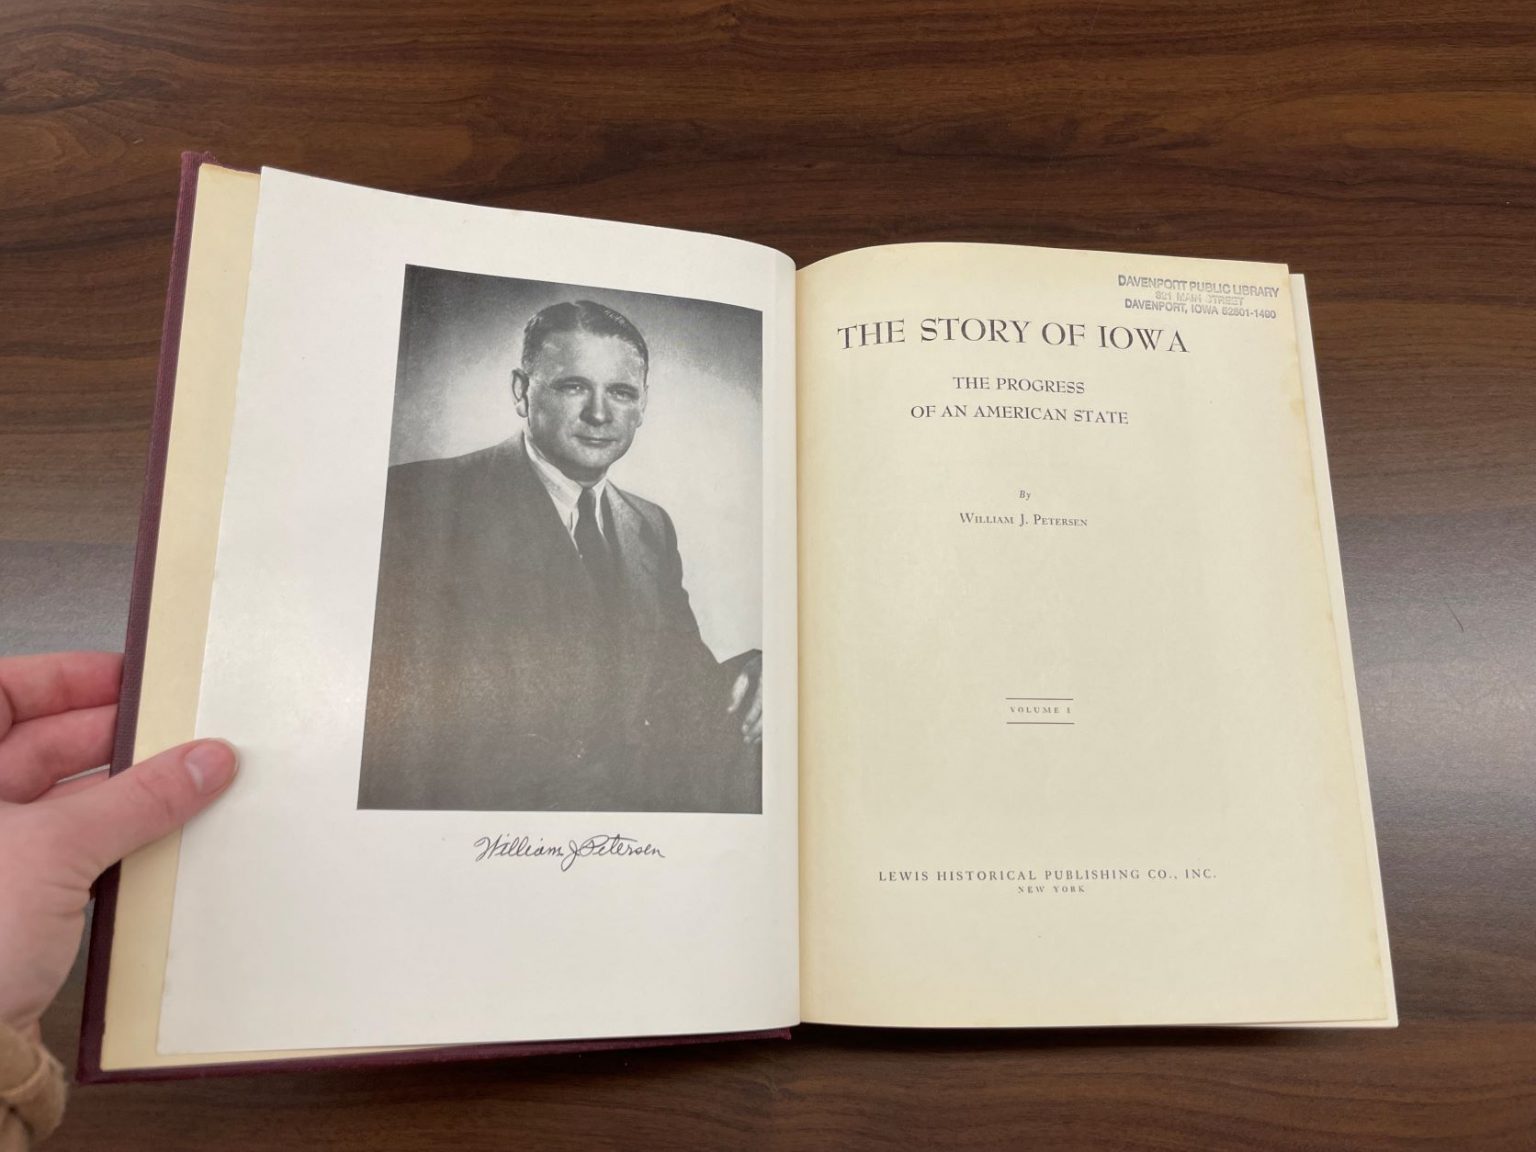 William J Petersen
DAVENPORT PUBLIC LIBRARY
321 MAIN STREET
DAVENPORT, IOWA 52801-1490
THE STORY OF IOWA
THE PROGRESS
OF AN AMERICAN STATE
By
WILLIAM J. PETERSEN
VOLUME I
LEWIS HISTORICAL PUBLISHING CO., INC.
NEW YORK